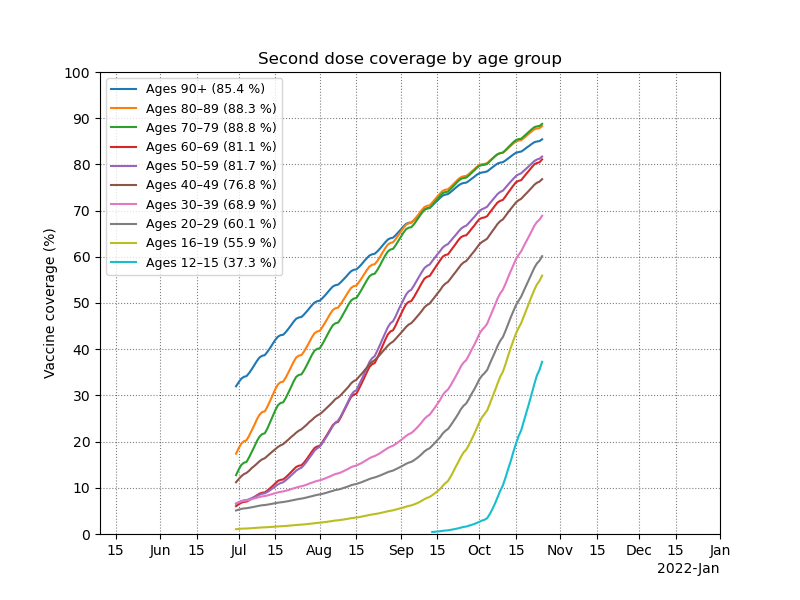 Second dose coverage by age group
Vaccine coverage (%)
100
90
80
70
60
50
40
30
20
10
0
Ages 90+ (85.4 %)
Ages 80–89 (88.3 %)
Ages 70–79 (88.8 %)
Ages 60–69 (81.1 %)
Ages 50–59 (81.7 %)
Ages 40–49 (76.8 %)
Ages 30–39 (68.9 %)
Ages 20–29 (60.1 %)
Ages 16–19 (55.9 %)
Ages 12–15 (37.3 %)
15 Jun 15 Jul 15 Aug 15 Sep 15 Oct 15 Nov 15 Dec 15 Jan
2022-Jan